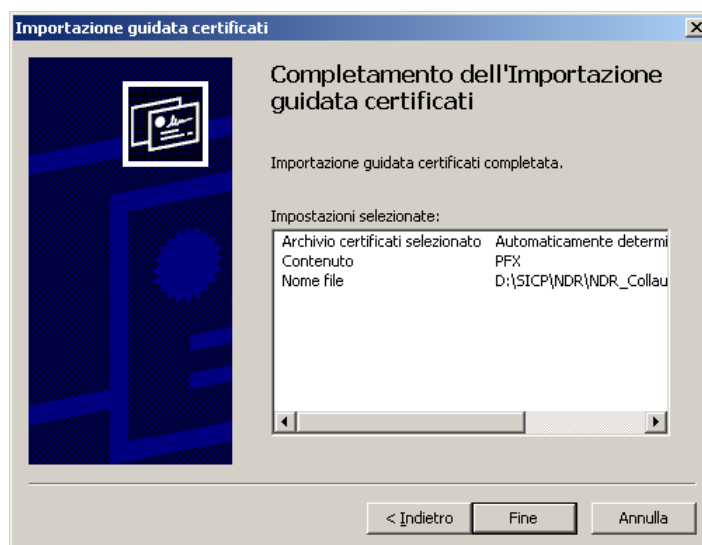 Importazione guidata certificati
Completamento dell'Importazione
guidata certificati
Importazione guidata certificati completata.
Impostazioni selezionate:
Archivio certificati selezionato Automaticamente determi
Contenuto PFX
Nome file D:\SICP\NDR\NDR_Collau
< Indietro Fine Annulla